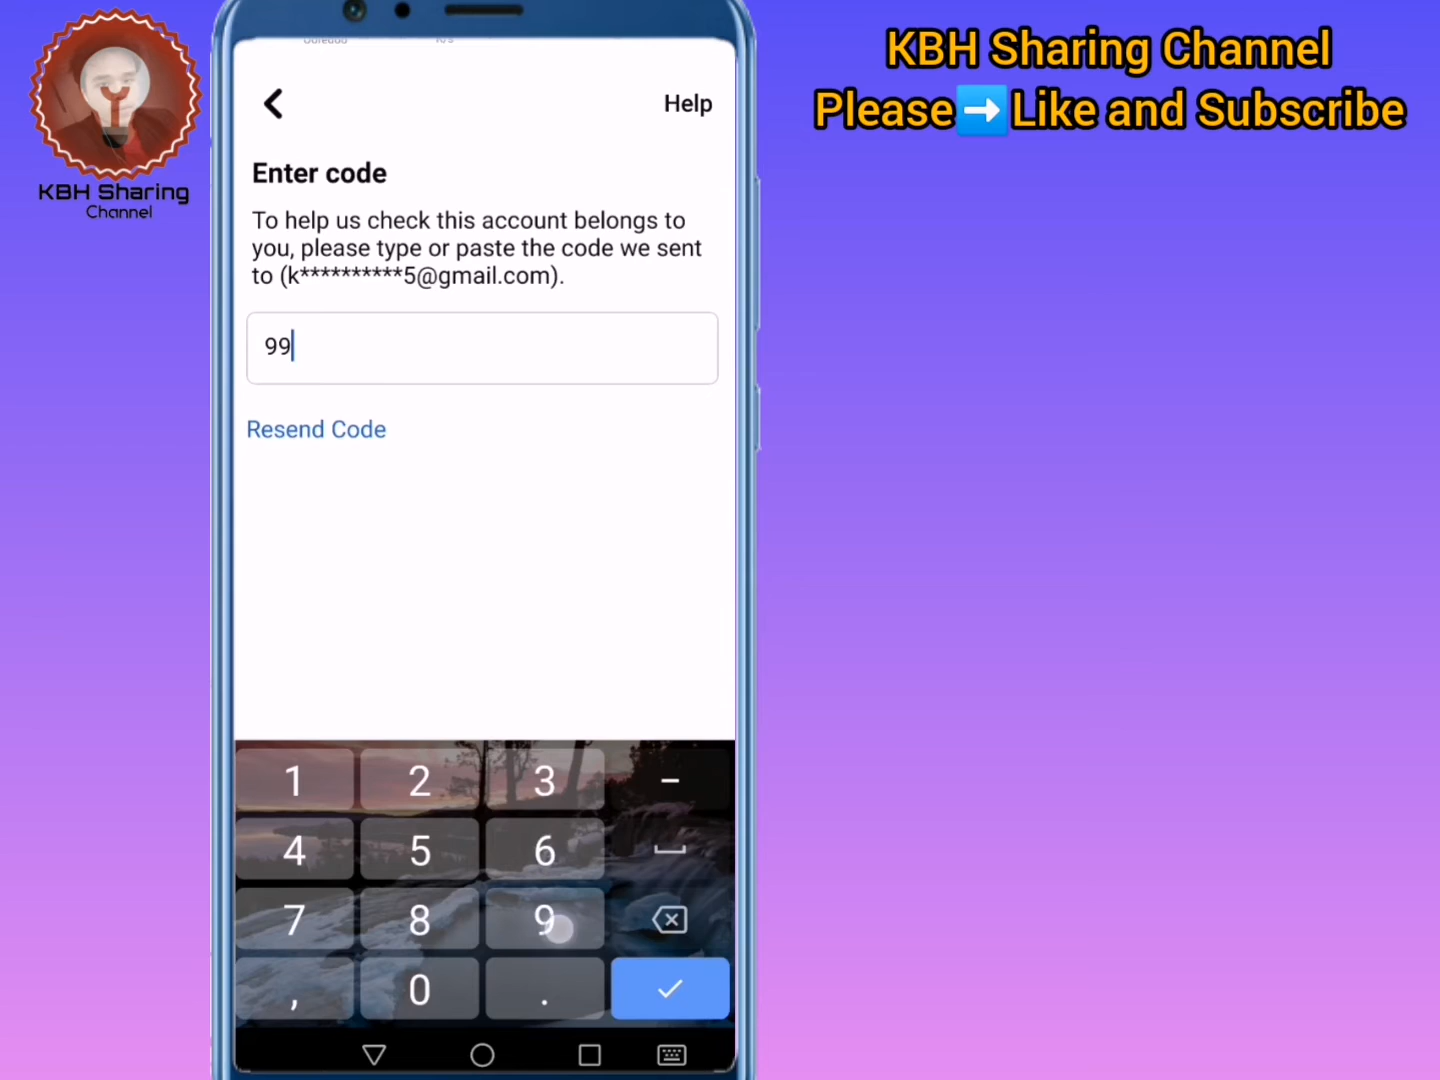 KBH Sharing Channel
Please➡️Like and Subscribe
KBH Sharing
Channel
Help
Enter code
To help us check this account belongs to
you, please type or paste the code we sent
to (k**********5@gmail.com).
99
Resend Code
1 2 3 -
4 5 6
7 8 9
, 0 .